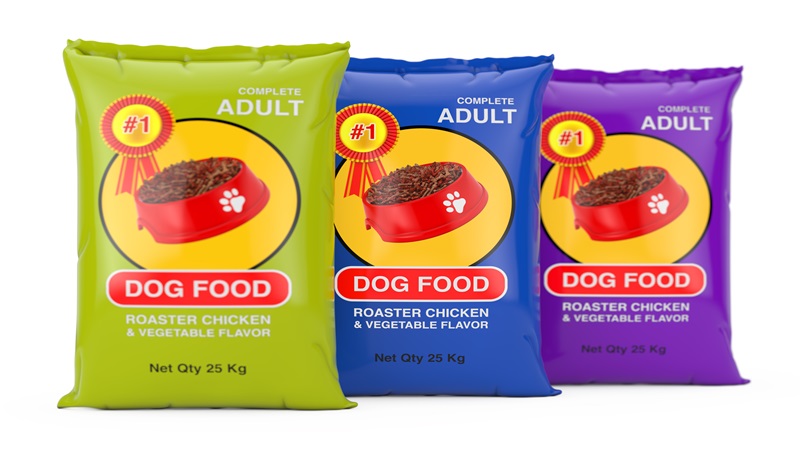 COMPLETE
ADULT
#1
DOG FOOD
ROASTER CHICKEN
& VEGETABLE FLAVOR
Net Qty 25 Kg
COMPLETE
ADULT
#1
DOG FOOD
ROASTER CHICKEN
& VEGETABLE FLAVOR
Net Qty 25 Kg
COMPLETE
ADULT
#1
DOG FOOD
ROASTER CHICKEN
& VEGETABLE FLAVOR
Net Qty 25 Kg